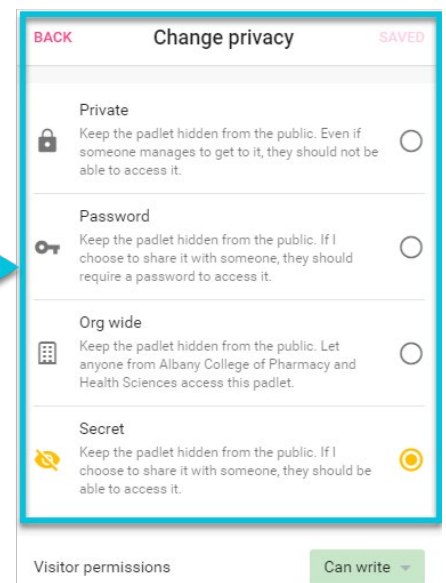 BACK Change privacy SAVED
Private
Keep the padlet hidden from the public. Even if
someone manages to get to it, they should not be
able to access it.
Password
Keep the padlet hidden from the public. If I
choose to share it with someone, they should
require a password to access it.
Org wide
Keep the padlet hidden from the public. Let
anyone from Albany College of Pharmacy and
Health Sciences access this padlet.
Secret
Keep the padlet hidden from the public. If I
choose to share it with someone, they should be
able to access it.
Visitor permissions Can write